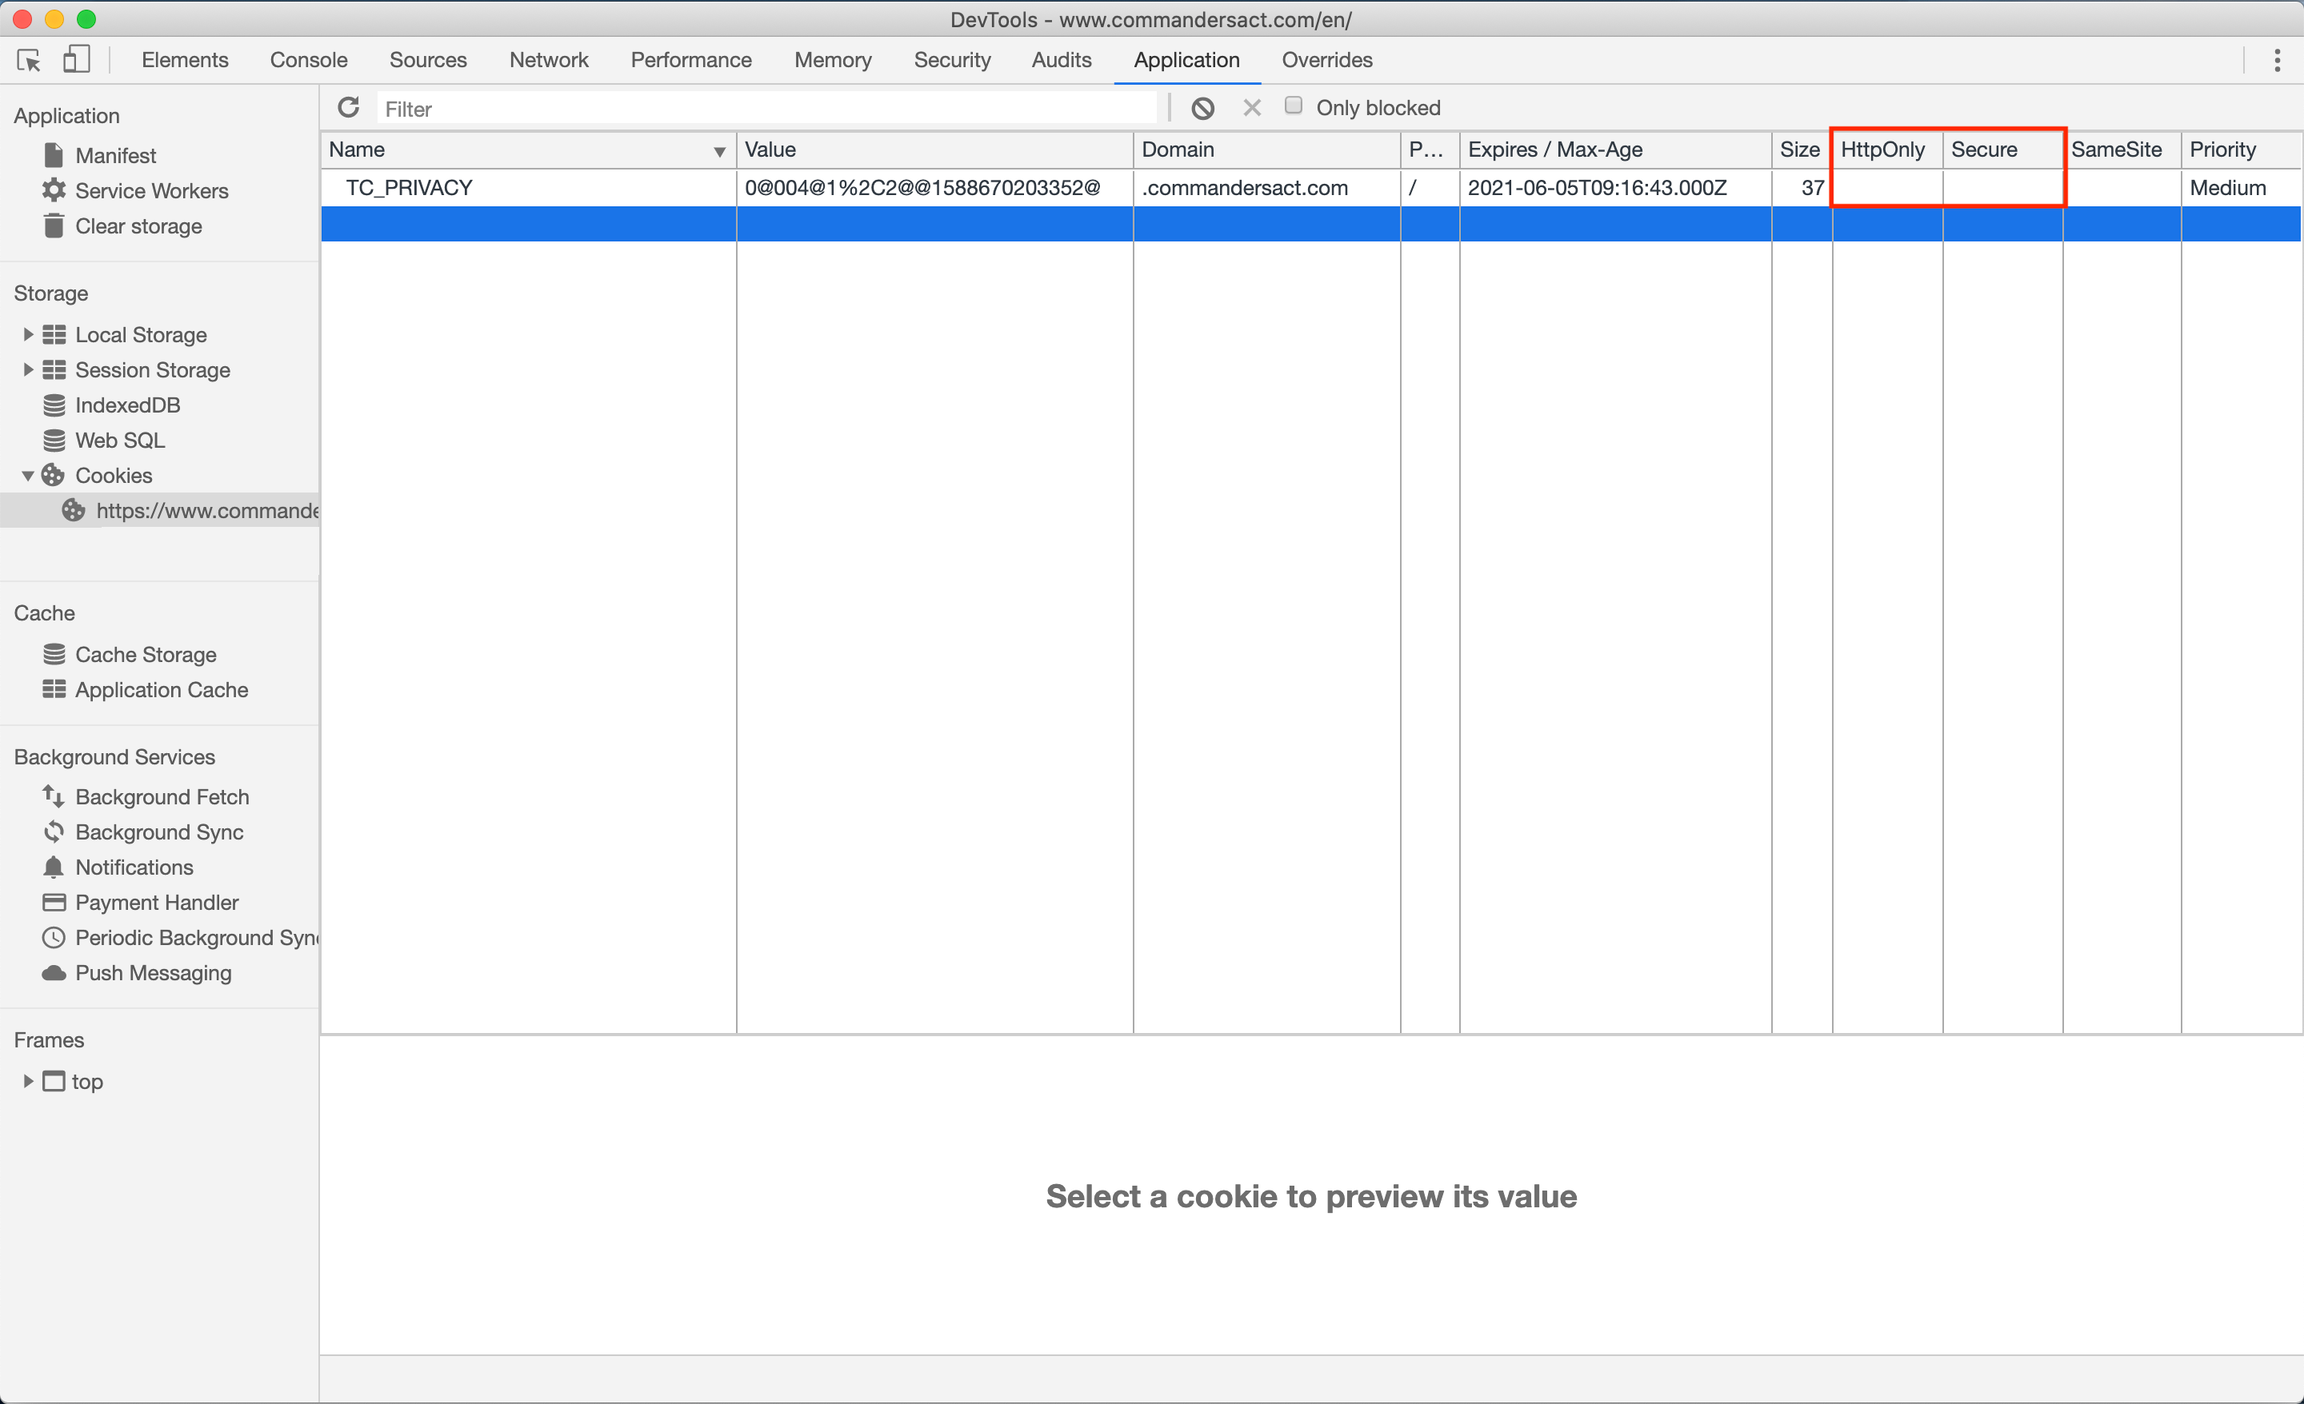 DevTools - www.commandersact.com/en/
Elements Console Sources Network Performance Memory Security Audits Application Overrides
Application
Manifest
Service Workers
Clear storage
Storage
Local Storage
Session Storage
IndexedDB
Web SQL
Cookies
https://www.commande
Cache
Cache Storage
Application Cache
Background Services
Background Fetch
Background Sync
Notifications
Payment Handler
Periodic Background Syn
Push Messaging
Frames
top
Filter Only blocked
Name Value Domain P... Expires / Max-Age Size HttpOnly Secure SameSite Priority
TC_PRIVACY 0@004@1%2C2@@1588670203352@ .commandersact.com / 2021-06-05T09:16:43.000Z 37 Medium
Select a cookie to preview its value